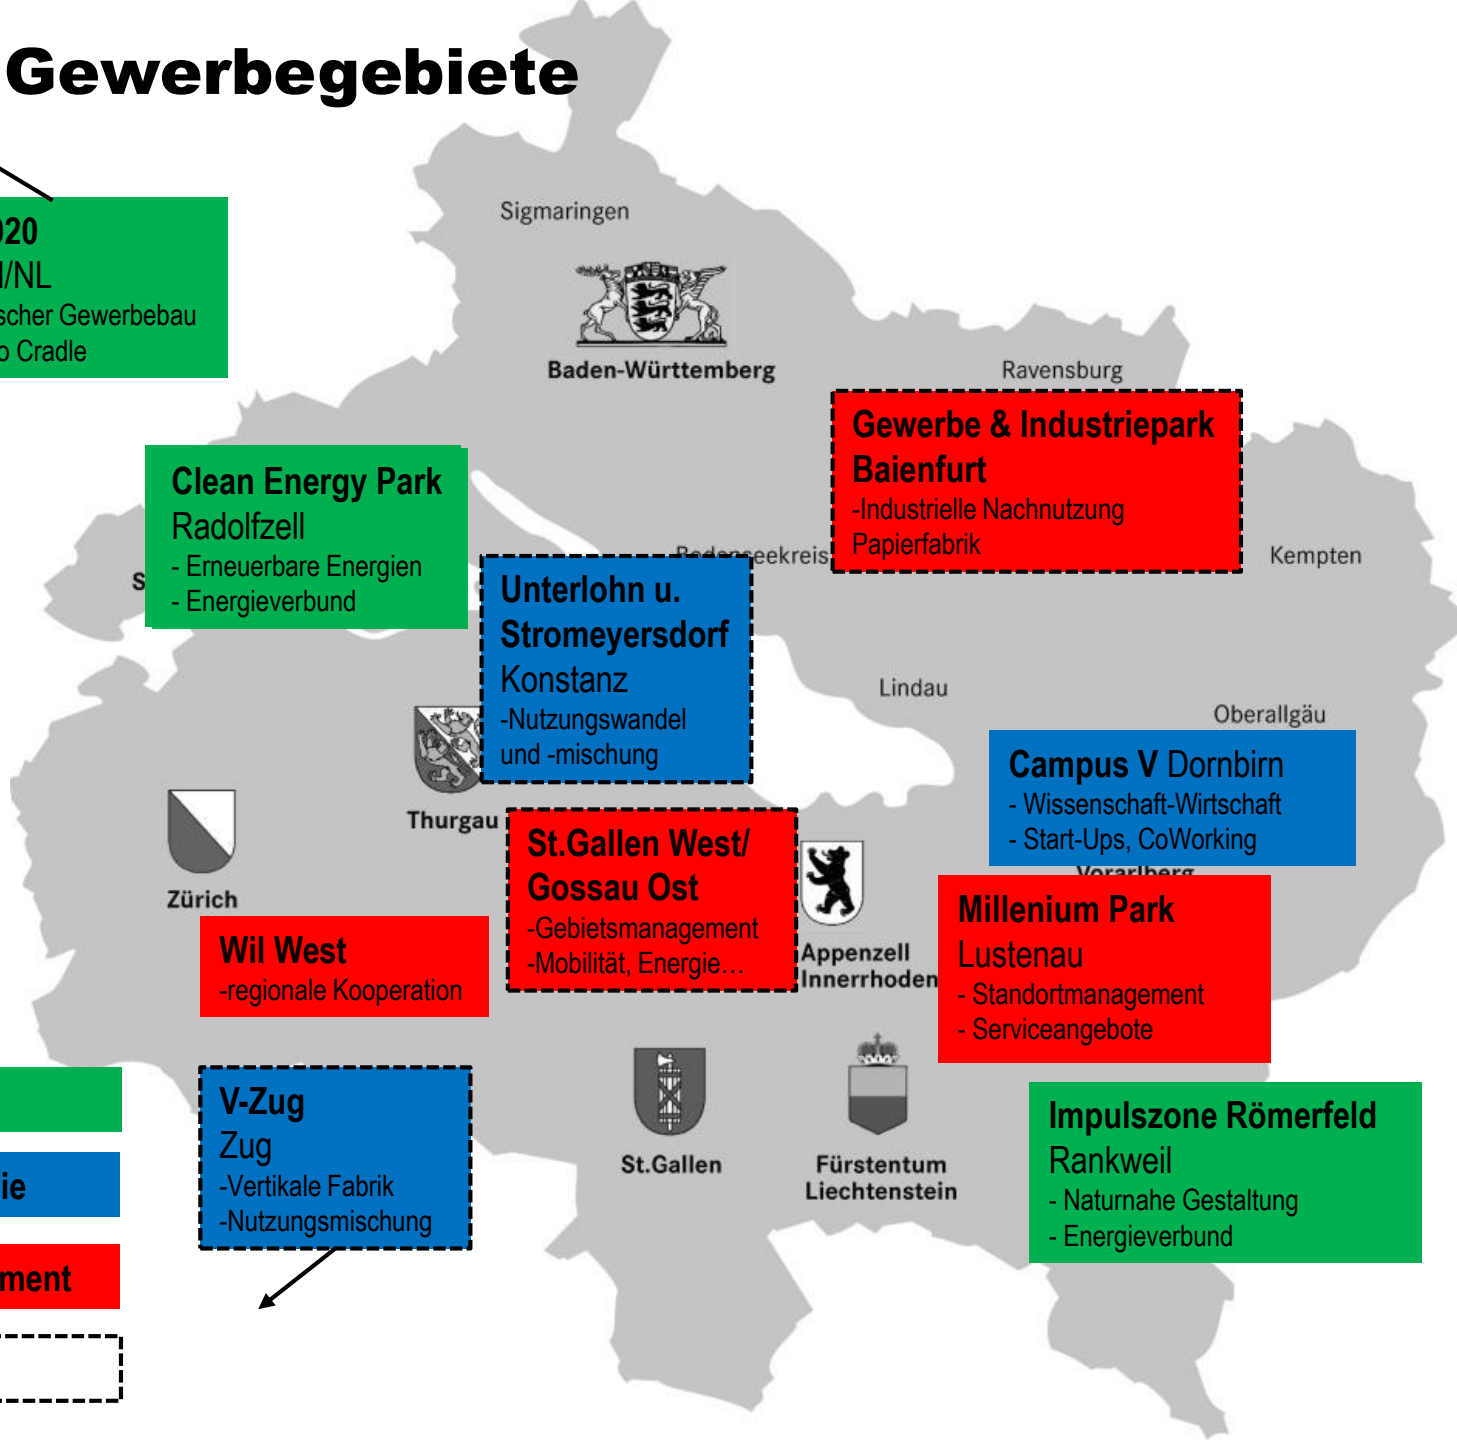 Gewerbegebiete
020
/NL
scher Gewerbebau
o Cradle
Sigmaringen
Baden-Württemberg
Ravensburg
Gewerbe & Industriepark
Baienfurt
-Industrielle Nachnutzung
Papierfabrik
Clean Energy Park
Radolfzell
- Erneuerbare Energien
- Energieverbund
S
Bodenseekreis
Kempten
Unterlohn u.
Stromeyersdorf
Konstanz
-Nutzungswandel
und -mischung
Lindau
Oberallgäu
Campus V Dornbirn
- Wissenschaft-Wirtschaft
- Start-Ups, CoWorking
Vorarlberg
Thurgau
St.Gallen West/
Gossau Ost
-Gebietsmanagement
-Mobilität, Energie…
Zürich
Wil West
-regionale Kooperation
Appenzell
Innerrhoden
Millenium Park
Lustenau
- Standortmanagement
- Serviceangebote
V-Zug
Zug
-Vertikale Fabrik
-Nutzungsmischung
St.Gallen
Fürstentum
Liechtenstein
Impulszone Römerfeld
Rankweil
- Naturnahe Gestaltung
- Energieverbund
ie
ment